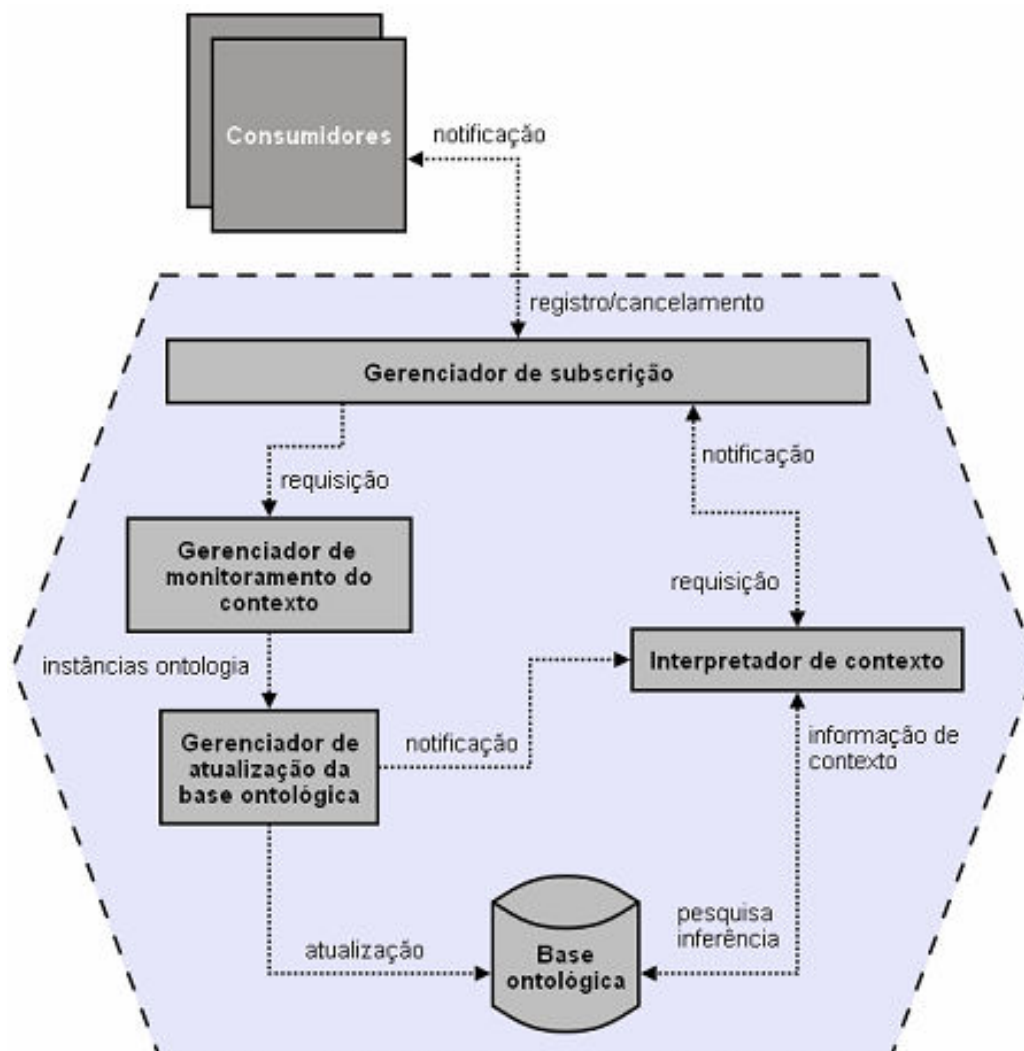 Consumidores
notificação
registro/cancelamento
Gerenciador de subscrição
notificação
requisição
Gerenciador de
monitoramento do
contexto
requisição
instâncias ontologia
Interpretador de contexto
Gerenciador de
atualização da
base ontológica
notificação
informação de
contexto
pesquisa
inferência
atualização
Base
ontológica